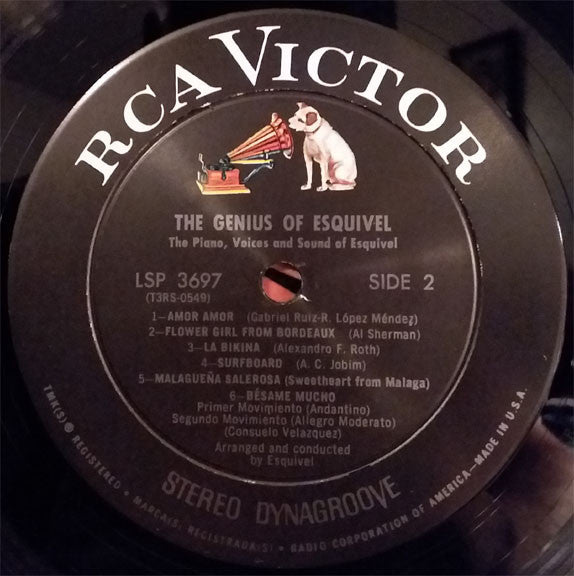 RCA VICTOR
THE GENIUS OF ESQUIVEL
The Piano, Voices and Sound of Esquivel
LSP 3697 SIDE 2
(T3RS-0549)
1—AMOR AMOR (Gabriel Ruiz-R. López Méndez)
2—FLOWER GIRL FROM BORDEAUX (Al Sherman)
3—LA BIKINA (Alexandro F. Roth)
4—SURFBOARD (A. C. Jobim)
5—MALAGUEÑA SALEROSA (Sweetheart from Malaga)
6—BÉSAME MUCHO
Primer Movimiento (Andantino)
Segundo Movimiento (Allegro Moderato)
(Consuelo Velazquez)
Arranged and conducted
by Esquivel
STEREO DYNAGROOVE
TMK(S) ® REGISTERED • MARCA(S) REGISTRADA(S) • RADIO CORPORATION OF AMERICA—MADE IN U.S.A.